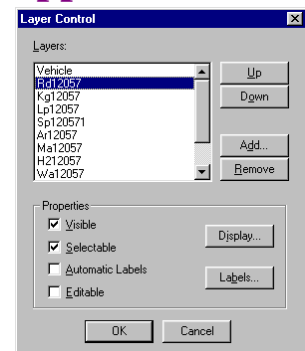 Layer Control
Layers:
Vehicle
Rd12057
Kg12057
Lp12057
Sp120571
Ar12057
Ma12057
H212057
Wa12057
Up
Down
Add...
Remove
Properties
Visible
Selectable
Automatic Labels
Editable
Display...
Labels...
OK
Cancel